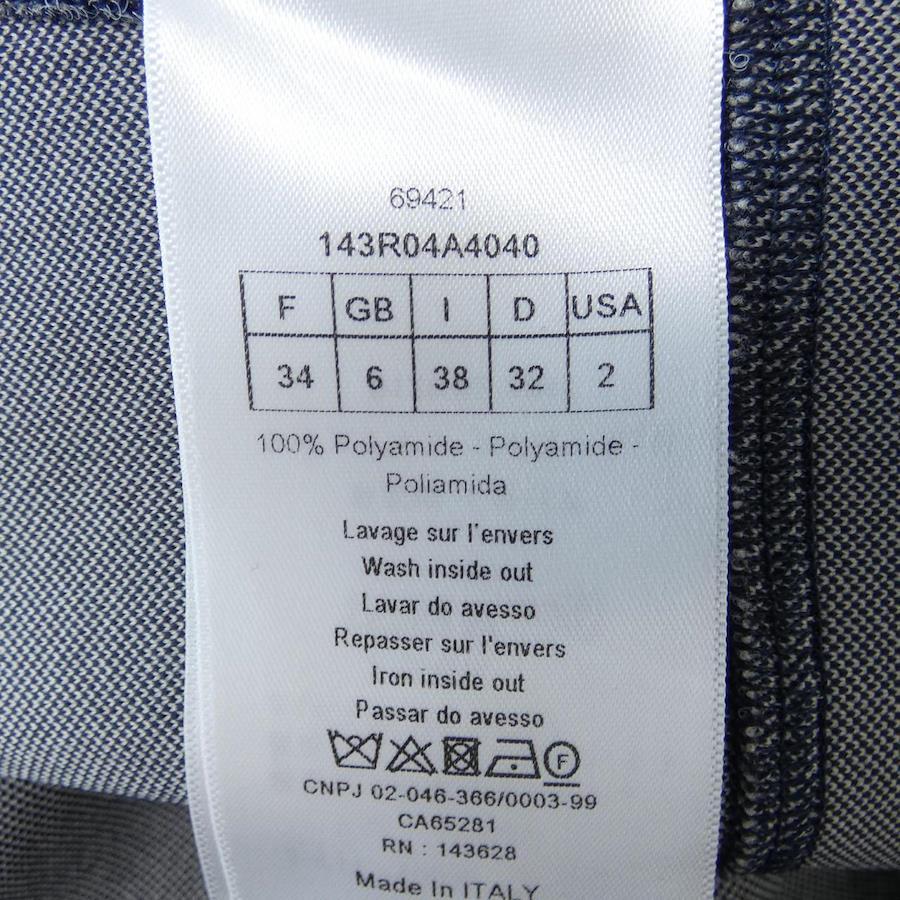 69421
143R04A4040
F GB I D USA
34 6 38 32 2
100% Polyamide - Polyamide -
Poliamida
Lavage sur l'envers
Wash inside out
Lavar do avesso
Repasser sur l'envers
Iron inside out
Passar do avesso
F
CNPJ 02-046-366/0003-99
CA65281
RN : 143628
Made In ITALY